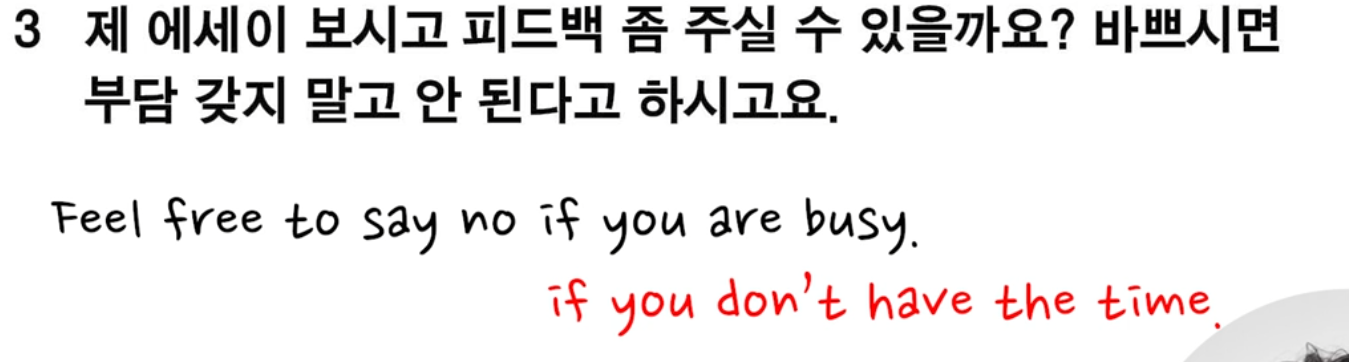 3 제 에세이 보시고 피드백 좀 주실 수 있을까요? 바쁘시면
부담 갖지 말고 안 된다고 하시고요.
Feel free to say no if you are busy.
if you don't have the time.